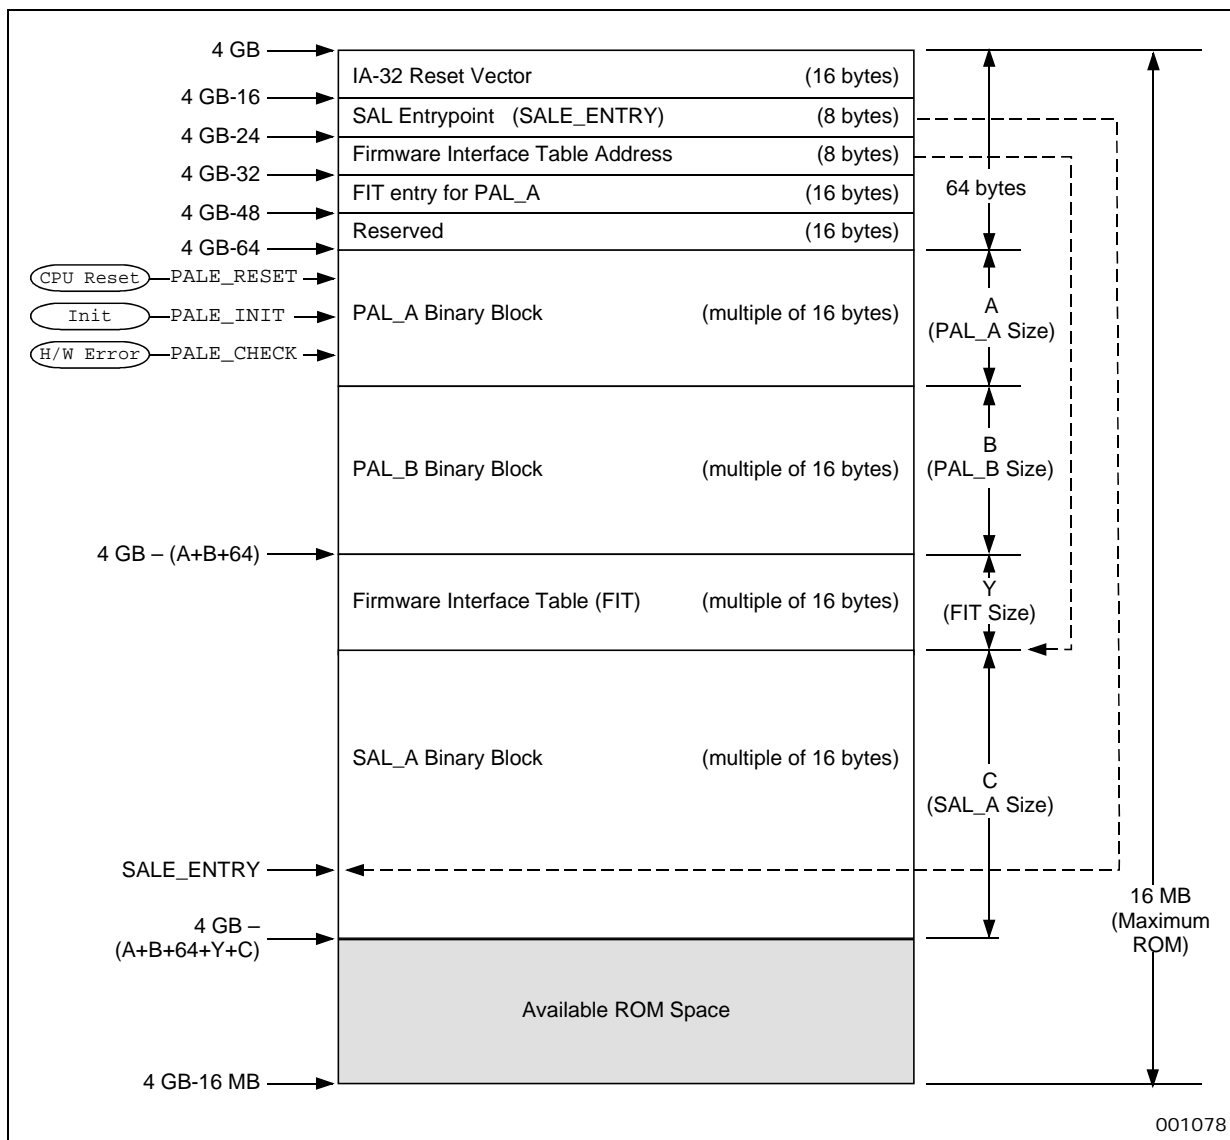 4 GB
IA-32 Reset Vector (16 bytes)
4 GB-16
SAL Entrypoint (SALE_ENTRY) (8 bytes)
4 GB-24
Firmware Interface Table Address (8 bytes)
4 GB-32
FIT entry for PAL_A (16 bytes)
64 bytes
4 GB-48
Reserved (16 bytes)
4 GB-64
CPU Reset PALE_RESET
Init PALE_INIT
H/W Error PALE_CHECK
PAL_A Binary Block (multiple of 16 bytes)
A
(PAL_A Size)
PAL_B Binary Block (multiple of 16 bytes)
B
(PAL_B Size)
4 GB – (A+B+64)
Firmware Interface Table (FIT) (multiple of 16 bytes)
Y
(FIT Size)
SAL_A Binary Block (multiple of 16 bytes)
C
(SAL_A Size)
SALE_ENTRY
16 MB
(Maximum
ROM)
4 GB –
(A+B+64+Y+C)
Available ROM Space
4 GB-16 MB
001078